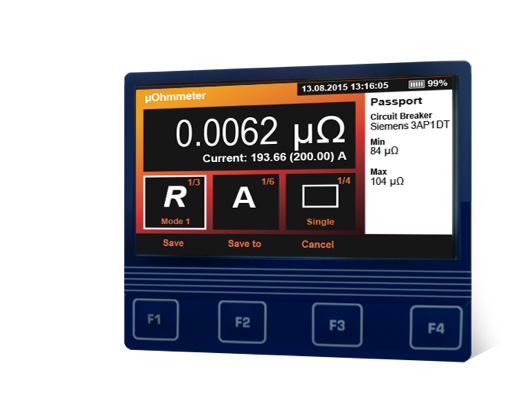 13.08.2015 13:16:05 99%
µOhmmeter
0.0062 µΩ
Current: 193.66 (200.00) A
Passport
Circuit Breaker
Siemens 3AP1DT
Min
84 µΩ
Max
104 µΩ
1/3
R
Mode 1
1/6
A
1/4
Single
Save
Save to
Cancel
F1
F2
F3
F4